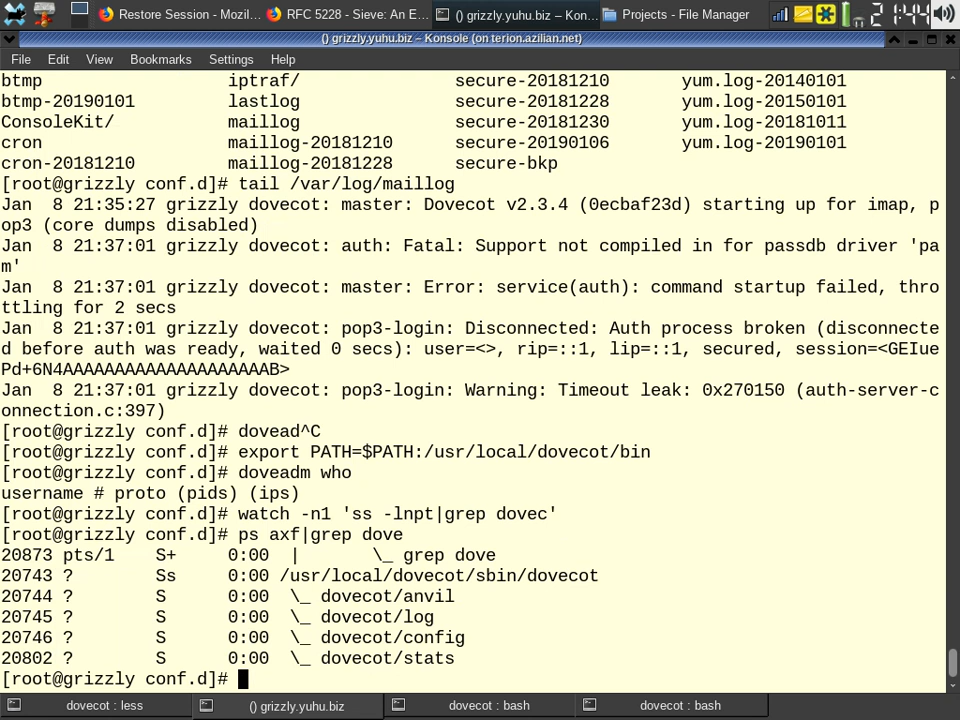 Restore Session - Mozil...
RFC 5228 - Sieve: An E...
() grizzly.yuhu.biz – Kon...
Projects - File Manager
2
1:44
() grizzly.yuhu.biz – Konsole (on terion.azilian.net)
File Edit View Bookmarks Settings Help
btmp iptraf/ secure-20181210 yum.log-20140101
btmp-20190101 lastlog secure-20181228 yum.log-20150101
ConsoleKit/ maillog secure-20181230 yum.log-20181011
cron maillog-20181210 secure-20190106 yum.log-20190101
cron-20181210 maillog-20181228 secure-bkp
[root@grizzly conf.d]# tail /var/log/maillog
Jan  8 21:35:27 grizzly dovecot: master: Dovecot v2.3.4 (0ecbaf23d) starting up for imap, p
op3 (core dumps disabled)
Jan  8 21:37:01 grizzly dovecot: auth: Fatal: Support not compiled in for passdb driver 'pa
m'
Jan  8 21:37:01 grizzly dovecot: master: Error: service(auth): command startup failed, thro
ttling for 2 secs
Jan  8 21:37:01 grizzly dovecot: pop3-login: Disconnected: Auth process broken (disconnecte
d before auth was ready, waited 0 secs): user=<>, rip=::1, lip=::1, secured, session=<GEIue
Pd+6N4AAAAAAAAAAAAAAAAAAAAB>
Jan  8 21:37:01 grizzly dovecot: pop3-login: Warning: Timeout leak: 0x270150 (auth-server-c
onnection.c:397)
[root@grizzly conf.d]# dovead^C
[root@grizzly conf.d]# export PATH=$PATH:/usr/local/dovecot/bin
[root@grizzly conf.d]# doveadm who
username # proto (pids) (ips)
[root@grizzly conf.d]# watch -n1 'ss -lnpt|grep dovec'
[root@grizzly conf.d]# ps axf|grep dove
20873 pts/1    S+     0:00  |       \_ grep dove
20743 ?        Ss     0:00 /usr/local/dovecot/sbin/dovecot
20744 ?        S      0:00  \_ dovecot/anvil
20745 ?        S      0:00  \_ dovecot/log
20746 ?        S      0:00  \_ dovecot/config
20802 ?        S      0:00  \_ dovecot/stats
[root@grizzly conf.d]#
dovecot : less
() grizzly.yuhu.biz
dovecot : bash
dovecot : bash